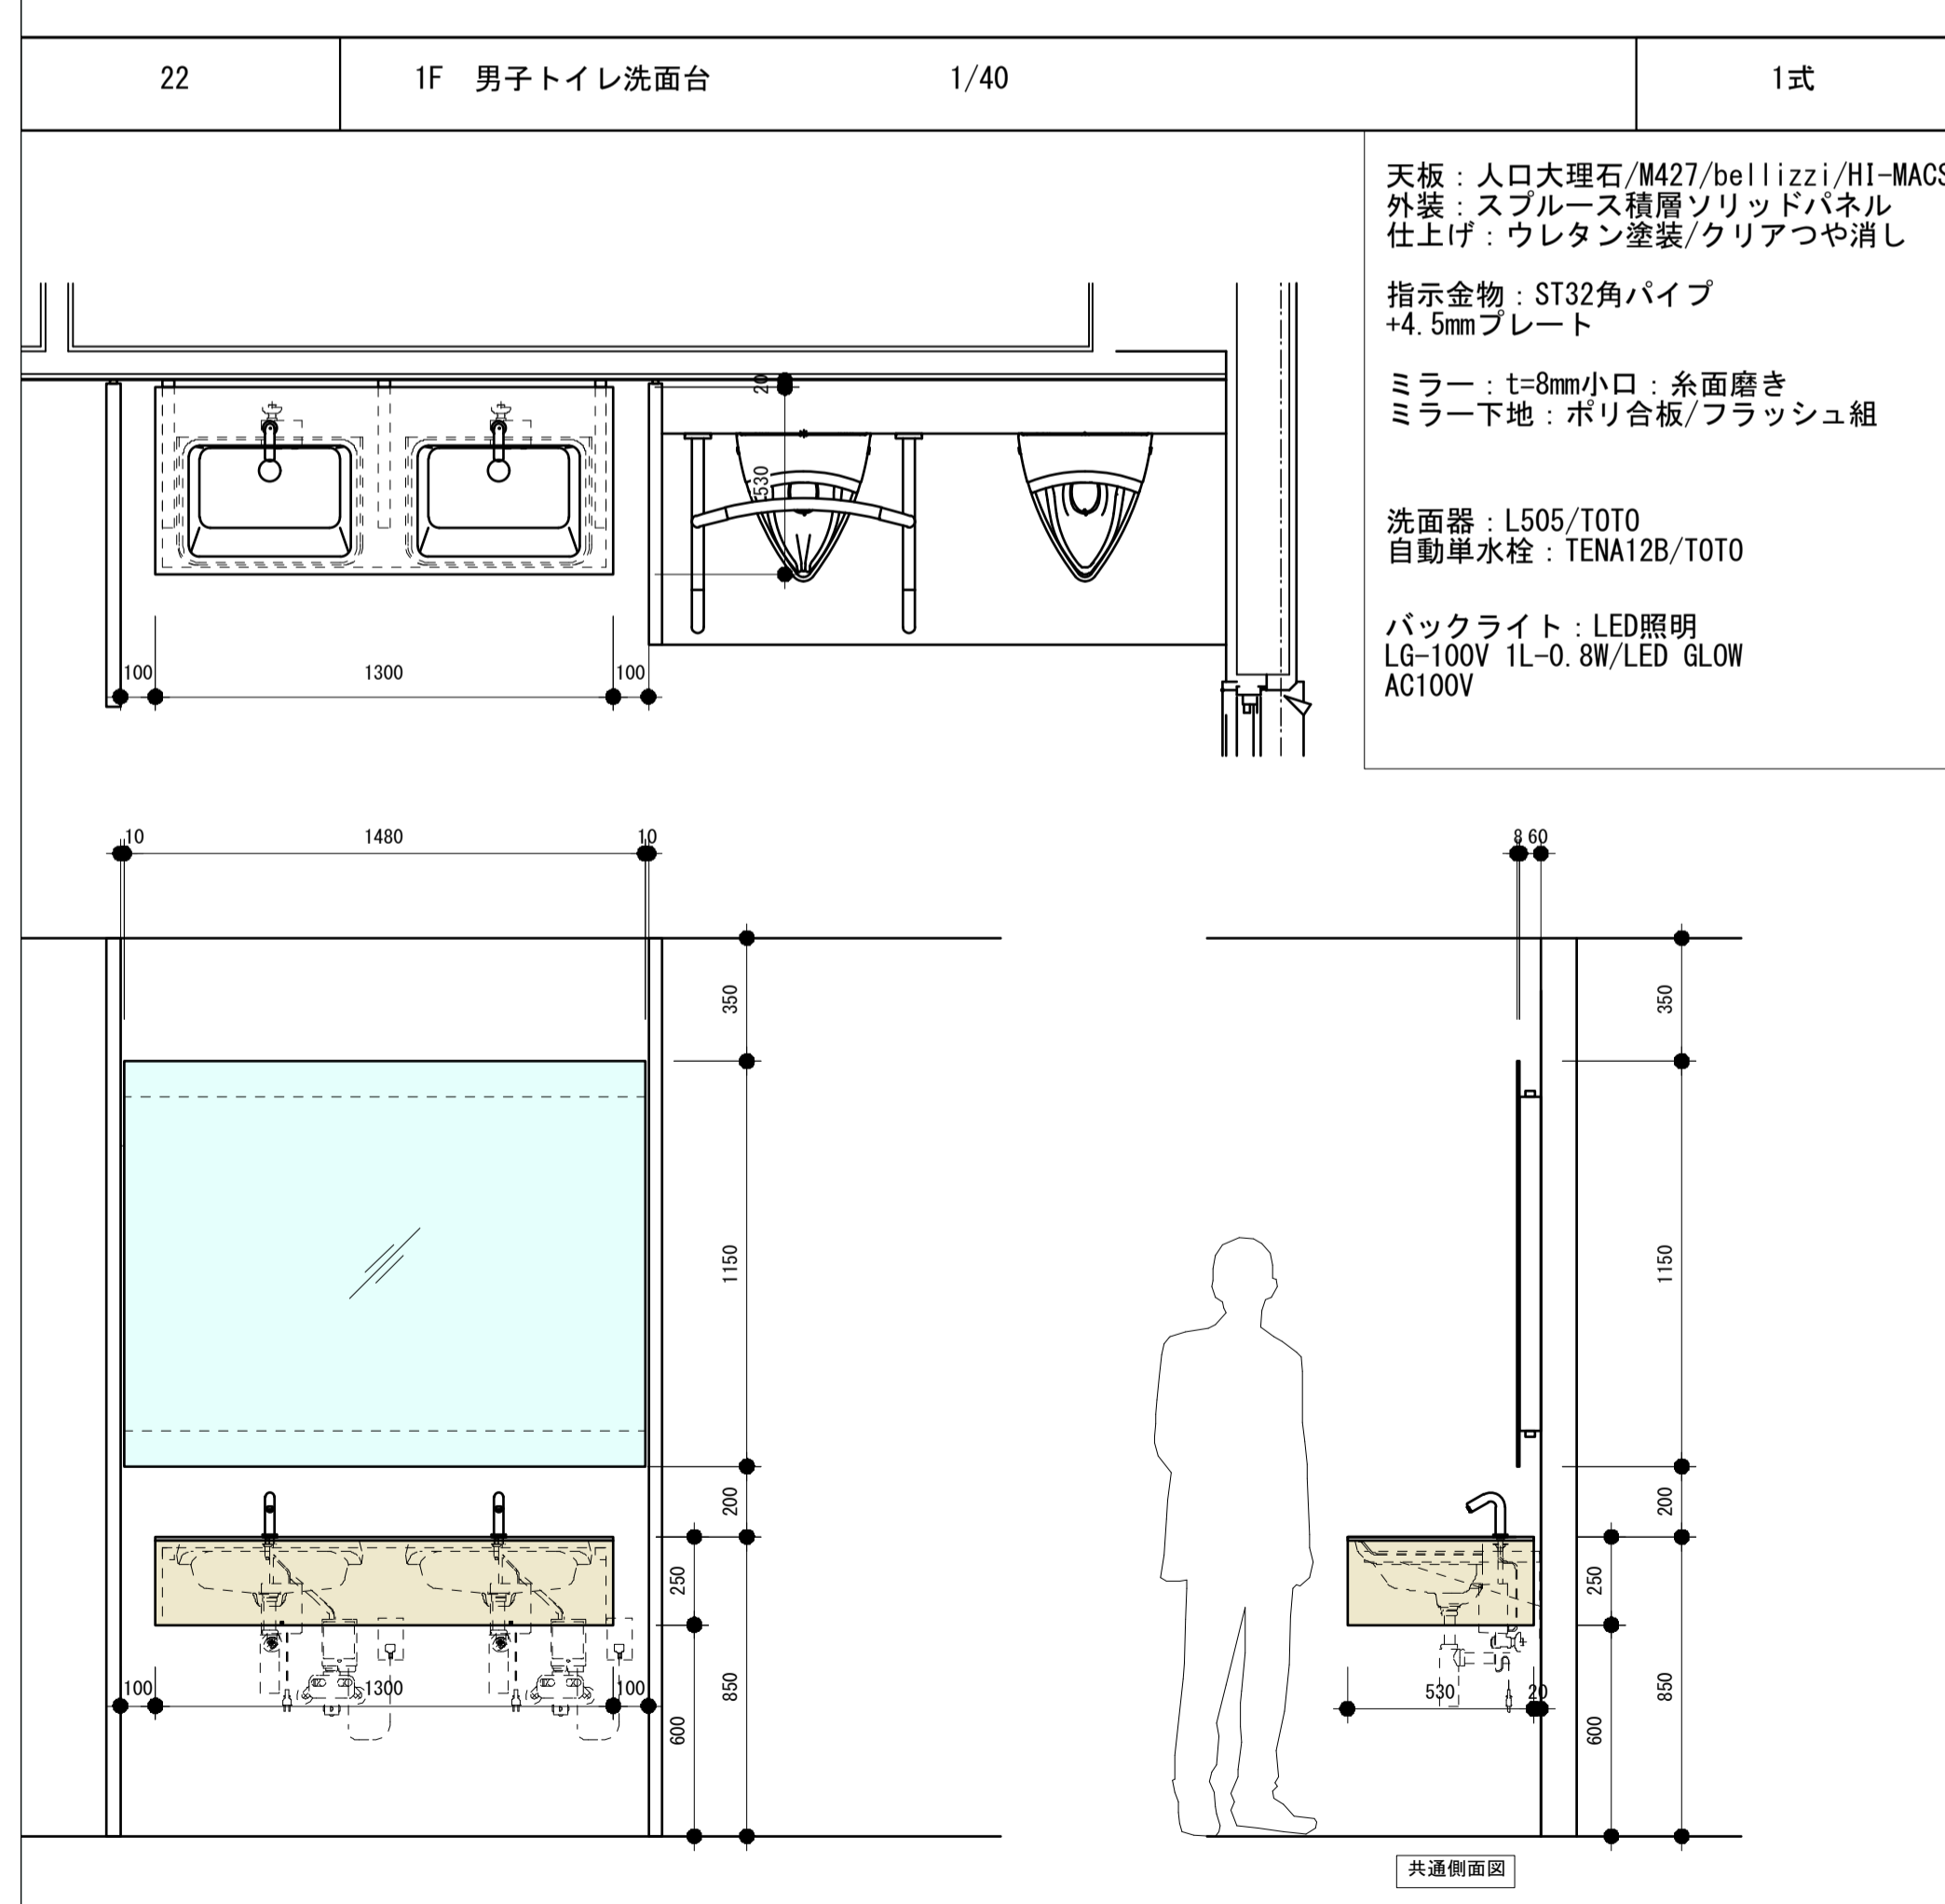 22 1F 男子トイレ洗面台 1/40 1式
天板：人口大理石/M427/bellizzi/HI-MACS
外装：スプルース積層ソリッドパネル
仕上げ：ウレタン塗装/クリアつや消し
指示金物：ST32角パイプ
+4.5mmプレート
ミラー：t=8mm小口：糸面磨き
ミラー下地：ポリ合板/フラッシュ組
洗面器：L505/TOTO
自動単水栓：TENA12B/TOTO
バックライト：LED照明
LG-100V 1L-0.8W/LED GLOW
AC100V
20
530
100 1300 100
10 1480 10
350
1150
200
250
850
600
100 1300 100
8 60
350
1150
200
250
850
600
530 20
共通側面図